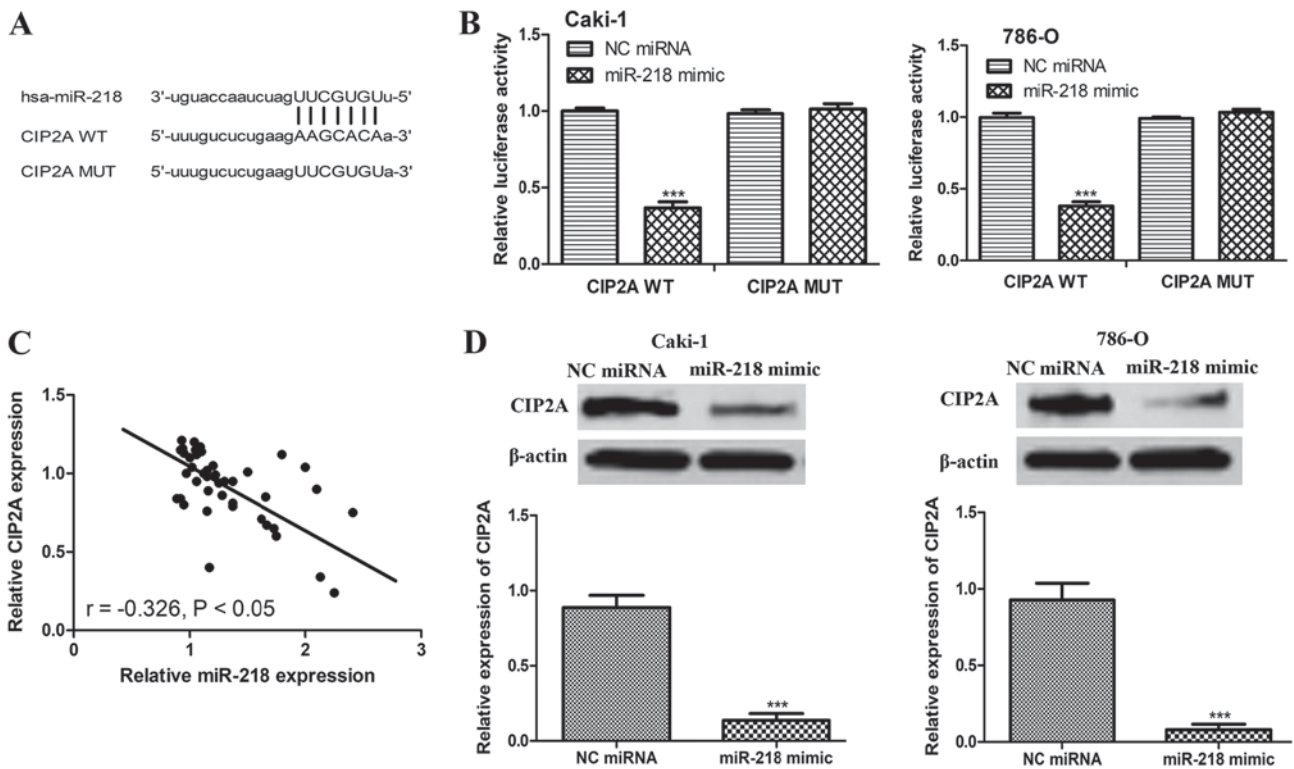 A
hsa-miR-218 3'-uguaccaaucuagUUCGUGUu-5'
CIP2A WT 5'-uuugucucugaagAAGCACAa-3'
CIP2A MUT 5'-uuugucucugaagUUCGUGUa-3'
B
Caki-1
NC miRNA
miR-218 mimic
Relative luciferase activity
1.5
1.0
0.5
0.0
***
CIP2A WT CIP2A MUT
786-O
NC miRNA
miR-218 mimic
Relative luciferase activity
1.5
1.0
0.5
0.0
***
CIP2A WT CIP2A MUT
C
Relative CIP2A expression
1.5
1.0
0.5
0.0
r = -0.326, P < 0.05
0 1 2 3
Relative miR-218 expression
D
Caki-1
NC miRNA miR-218 mimic
CIP2A
β-actin
Relative expression of CIP2A
1.5
1.0
0.5
0.0
***
NC miRNA miR-218 mimic
786-O
NC miRNA miR-218 mimic
CIP2A
β-actin
Relative expression of CIP2A
1.5
1.0
0.5
0.0
***
NC miRNA miR-218 mimic